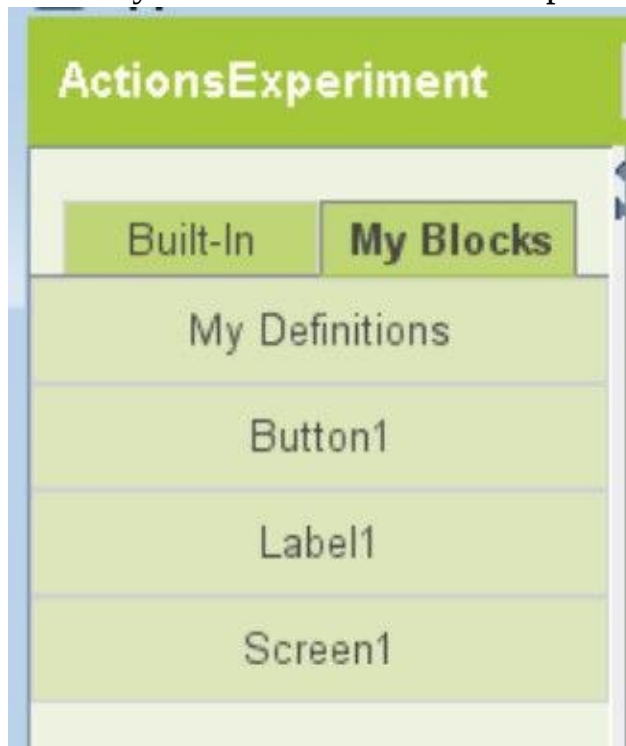 ActionsExperiment
Built-In My Blocks
My Definitions
Button1
Label1
Screen1